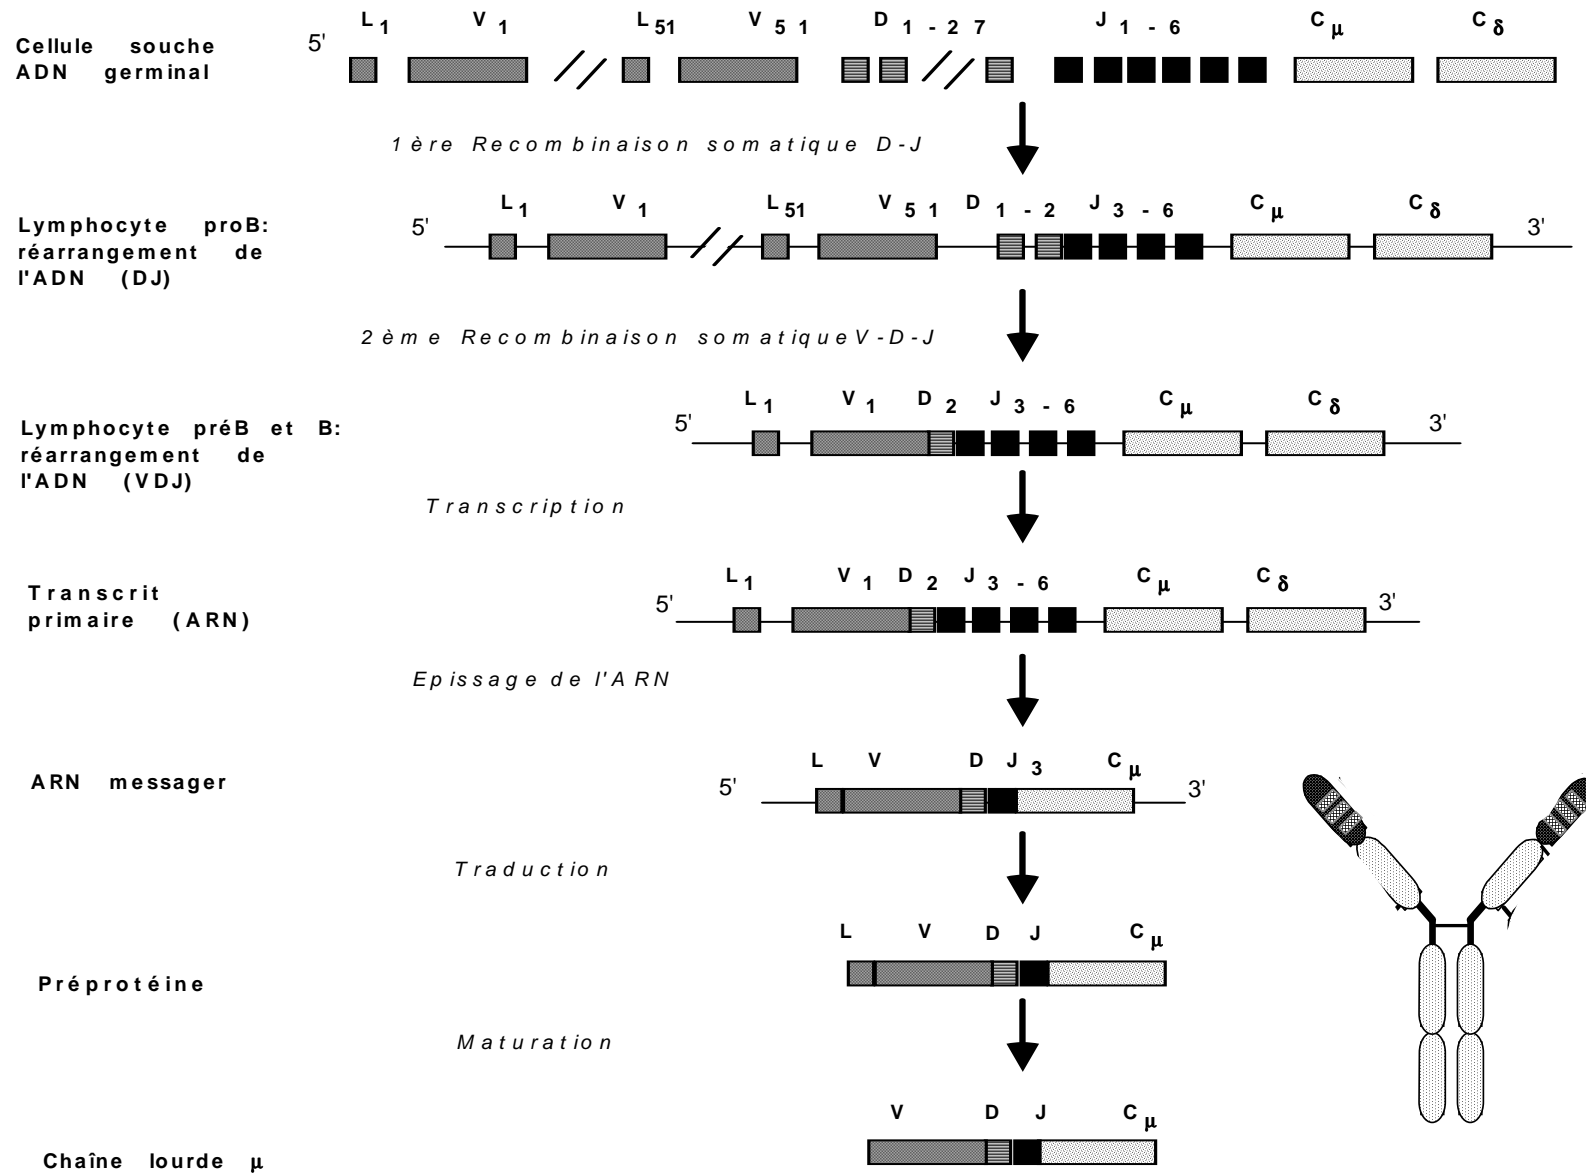 L1 V1 L51 V51 D1-27 J1-6 Cμ Cδ
Cellule souche 5'
ADN germinal
1ère Recombinaison somatique D-J
L1 V1 L51 V51 D1-2 J3-6 Cμ Cδ
Lymphocyte proB: 5' 3'
réarrangement de
l'ADN (DJ)
2ème Recombinaison somatique V-D-J
L1 V1 D2 J3-6 Cμ Cδ
Lymphocyte préB et B: 5' 3'
réarrangement de
l'ADN (VDJ)
Transcription
L1 V1 D2 J3-6 Cμ Cδ
Transcrit 5' 3'
primaire (ARN)
Epissage de l'ARN
L V D J3 Cμ
ARN messager 5' 3'
Traduction
L V D J Cμ
Préprotéine
Maturation
V D J Cμ
Chaîne lourde μ